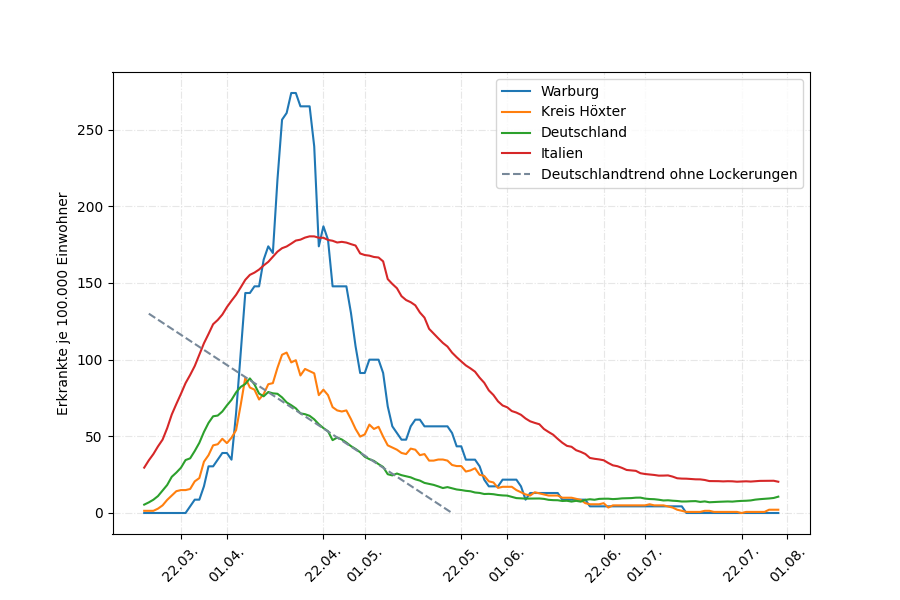 Warburg
Kreis Höxter
Deutschland
Italien
Deutschlandtrend ohne Lockerungen
Erkrankte je 100.000 Einwohner
250
200
150
100
50
0
22.03.
01.04.
22.04.
01.05.
22.05.
01.06.
22.06.
01.07.
22.07.
01.08.